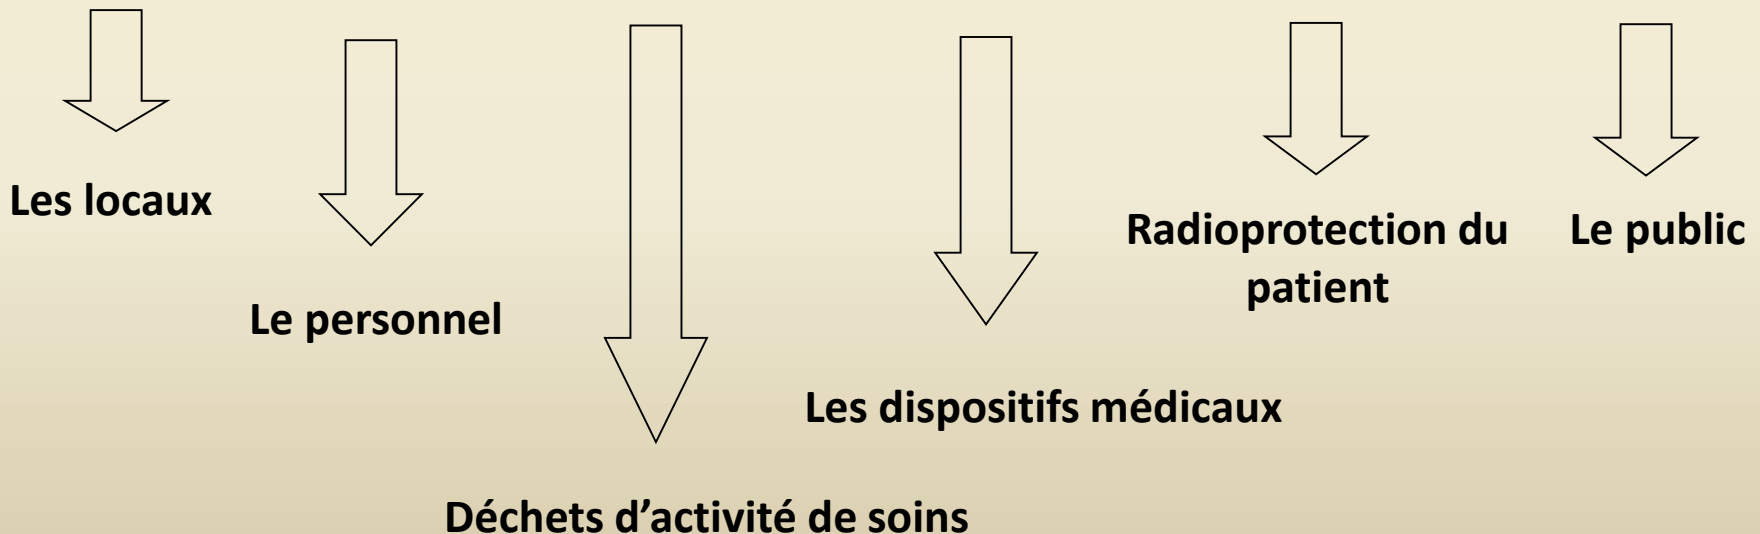 Les locaux
Le personnel
Déchets d’activité de soins
Les dispositifs médicaux
Radioprotection du
patient
Le public